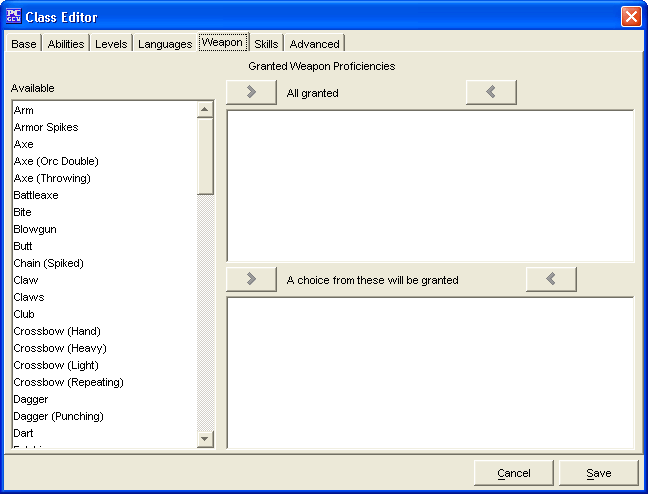 PC GEN Class Editor
Base Abilities Levels Languages Weapon Skills Advanced
Granted Weapon Proficiencies
Available
All granted
Arm
Armor Spikes
Axe
Axe (Orc Double)
Axe (Throwing)
Battleaxe
Bite
Blowgun
Butt
Chain (Spiked)
A choice from these will be granted
Claw
Claws
Club
Crossbow (Hand)
Crossbow (Heavy)
Crossbow (Light)
Crossbow (Repeating)
Dagger
Dagger (Punching)
Dart
Cancel Save